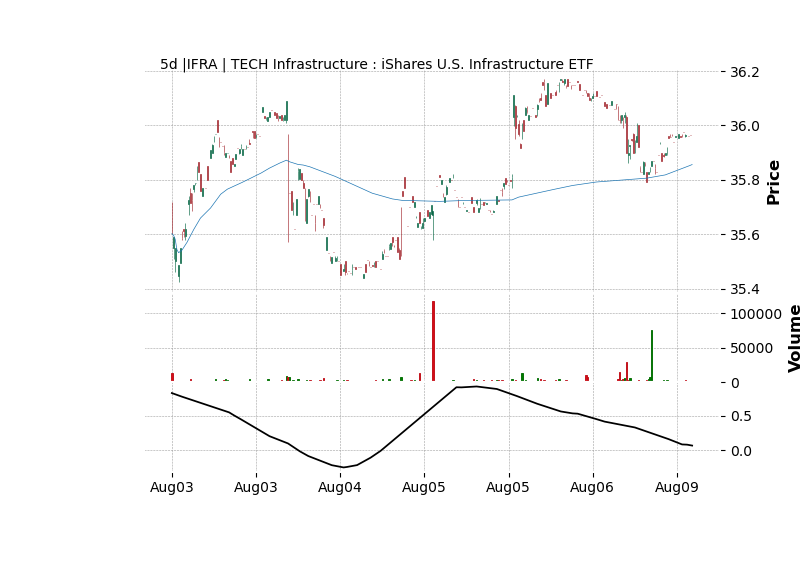 5d |IFRA | TECH Infrastructure : iShares U.S. Infrastructure ETF
36.2
36.0
35.8
35.6
35.4
Price
100000
50000
0
Volume
0.5
0.0
Aug03 Aug03 Aug04 Aug05 Aug05 Aug06 Aug09